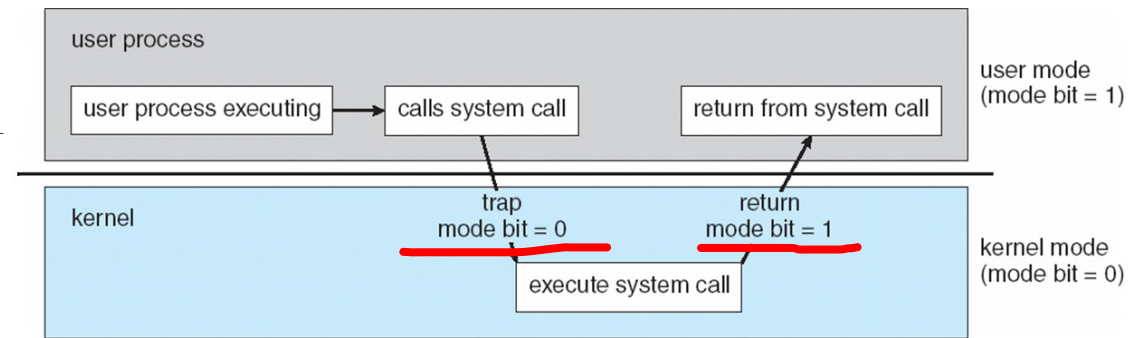 user process
user process executing
calls system call
return from system call
user mode
(mode bit = 1)
kernel
trap
mode bit = 0
return
mode bit = 1
execute system call
kernel mode
(mode bit = 0)